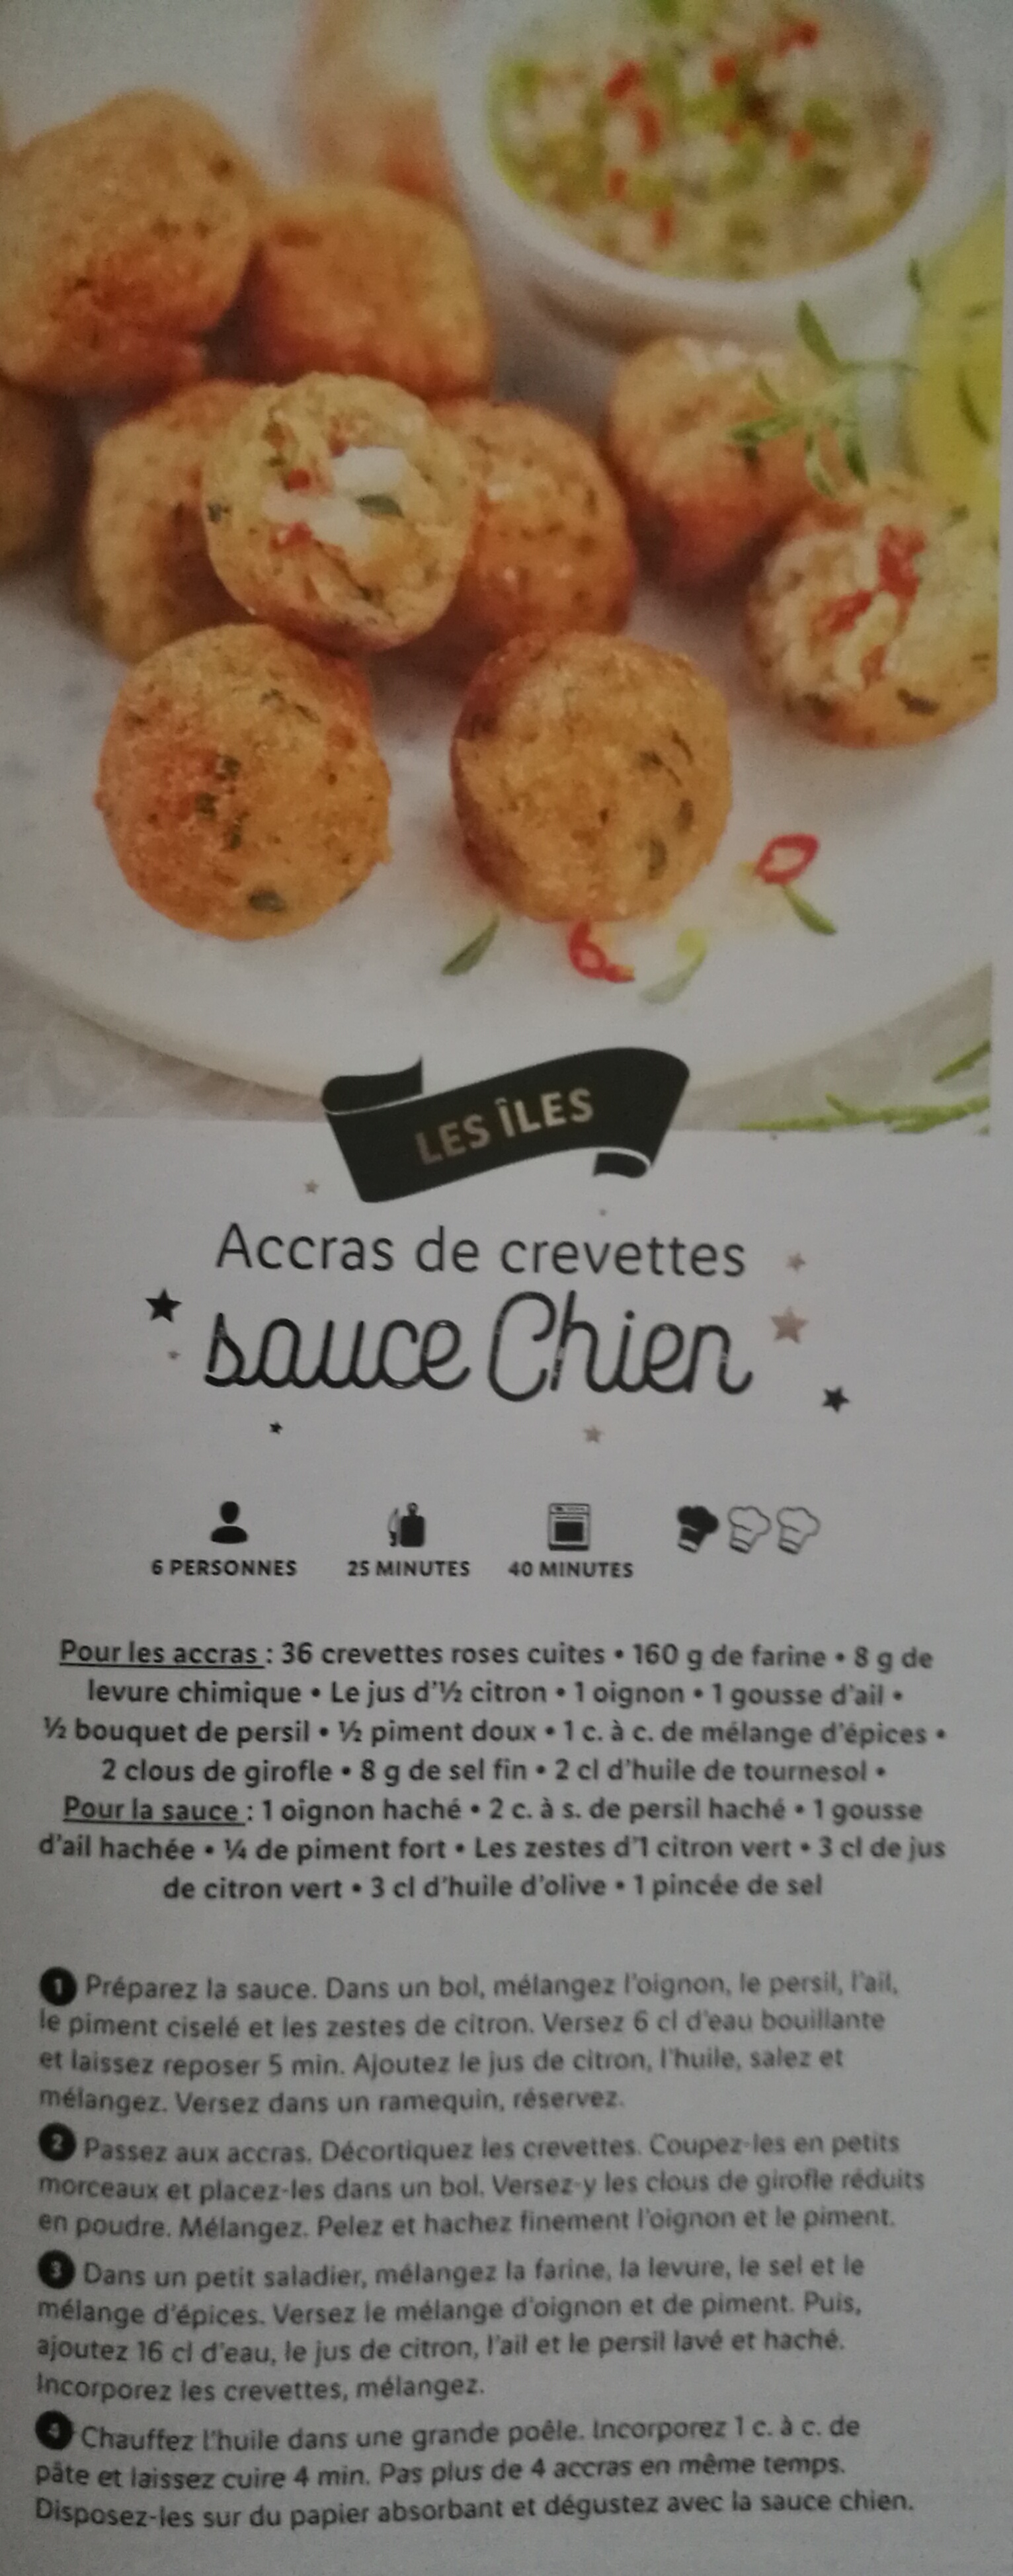 LES ÎLES
Accras de crevettes
sauce Chien
6 PERSONNES 25 MINUTES 40 MINUTES
Pour les accras : 36 crevettes roses cuites • 160 g de farine • 8 g de
levure chimique • Le jus d'½ citron • 1 oignon • 1 gousse d'ail •
½ bouquet de persil • ½ piment doux • 1 c. à c. de mélange d'épices •
2 clous de girofle • 8 g de sel fin • 2 cl d'huile de tournesol •
Pour la sauce : 1 oignon haché • 2 c. à s. de persil haché • 1 gousse
d'ail hachée • ¼ de piment fort • Les zestes d'1 citron vert • 3 cl de jus
de citron vert • 3 cl d'huile d'olive • 1 pincée de sel
1 Préparez la sauce. Dans un bol, mélangez l'oignon, le persil, l'ail,
le piment ciselé et les zestes de citron. Versez 6 cl d'eau bouillante
et laissez reposer 5 min. Ajoutez le jus de citron, l'huile, salez et
mélangez. Versez dans un ramequin, réservez.
2 Passez aux accras. Décortiquez les crevettes. Coupez-les en petits
morceaux et placez-les dans un bol. Versez-y les clous de girofle réduits
en poudre. Mélangez. Pelez et hachez finement l'oignon et le piment.
3 Dans un petit saladier, mélangez la farine, la levure, le sel et le
mélange d'épices. Versez le mélange d'oignon et de piment. Puis,
ajoutez 16 cl d'eau, le jus de citron, l'ail et le persil lavé et haché.
Incorporez les crevettes, mélangez.
4 Chauffez l'huile dans une grande poêle. Incorporez 1 c. à c. de
pâte et laissez cuire 4 min. Pas plus de 4 accras en même temps.
Disposez-les sur du papier absorbant et dégustez avec la sauce chien.